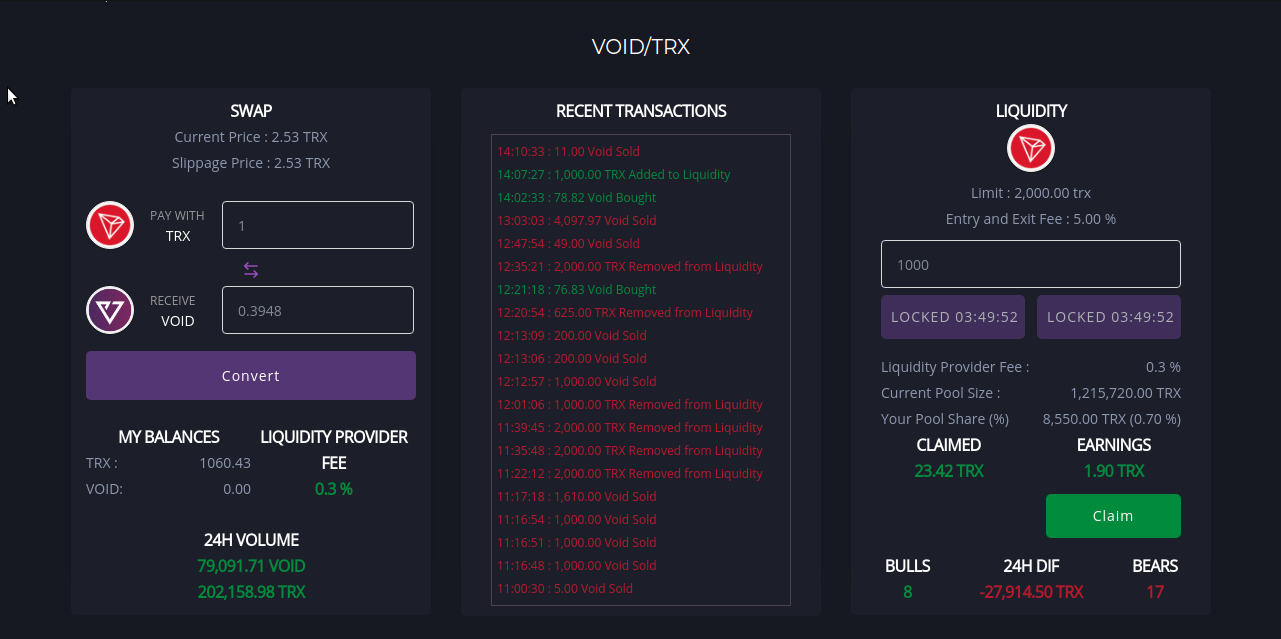 VOID/TRX
SWAP
Current Price : 2.53 TRX
Slippage Price : 2.53 TRX
PAY WITH
TRX
1
RECEIVE
VOID
0.3948
Convert
MY BALANCES
TRX : 1060.43
VOID: 0.00
LIQUIDITY PROVIDER
FEE
0.3 %
24H VOLUME
79,091.71 VOID
202,158.98 TRX
RECENT TRANSACTIONS
14:10:33 : 11.00 Void Sold
14:07:27 : 1,000.00 TRX Added to Liquidity
14:02:33 : 78.82 Void Bought
13:03:03 : 4,097.97 Void Sold
12:47:54 : 49.00 Void Sold
12:35:21 : 2,000.00 TRX Removed from Liquidity
12:21:18 : 76.83 Void Bought
12:20:54 : 625.00 TRX Removed from Liquidity
12:13:09 : 200.00 Void Sold
12:13:06 : 200.00 Void Sold
12:12:57 : 1,000.00 Void Sold
12:01:06 : 1,000.00 TRX Removed from Liquidity
11:39:45 : 2,000.00 TRX Removed from Liquidity
11:35:48 : 2,000.00 TRX Removed from Liquidity
11:22:12 : 2,000.00 TRX Removed from Liquidity
11:17:18 : 1,610.00 Void Sold
11:16:54 : 1,000.00 Void Sold
11:16:51 : 1,000.00 Void Sold
11:16:48 : 1,000.00 Void Sold
11:00:30 : 5.00 Void Sold
LIQUIDITY
Limit : 2,000.00 trx
Entry and Exit Fee : 5.00 %
1000
LOCKED 03:49:52 LOCKED 03:49:52
Liquidity Provider Fee : 0.3 %
Current Pool Size : 1,215,720.00 TRX
Your Pool Share (%) 8,550.00 TRX (0.70 %)
CLAIMED EARNINGS
23.42 TRX 1.90 TRX
Claim
BULLS 24H DIF BEARS
8 -27,914.50 TRX 17